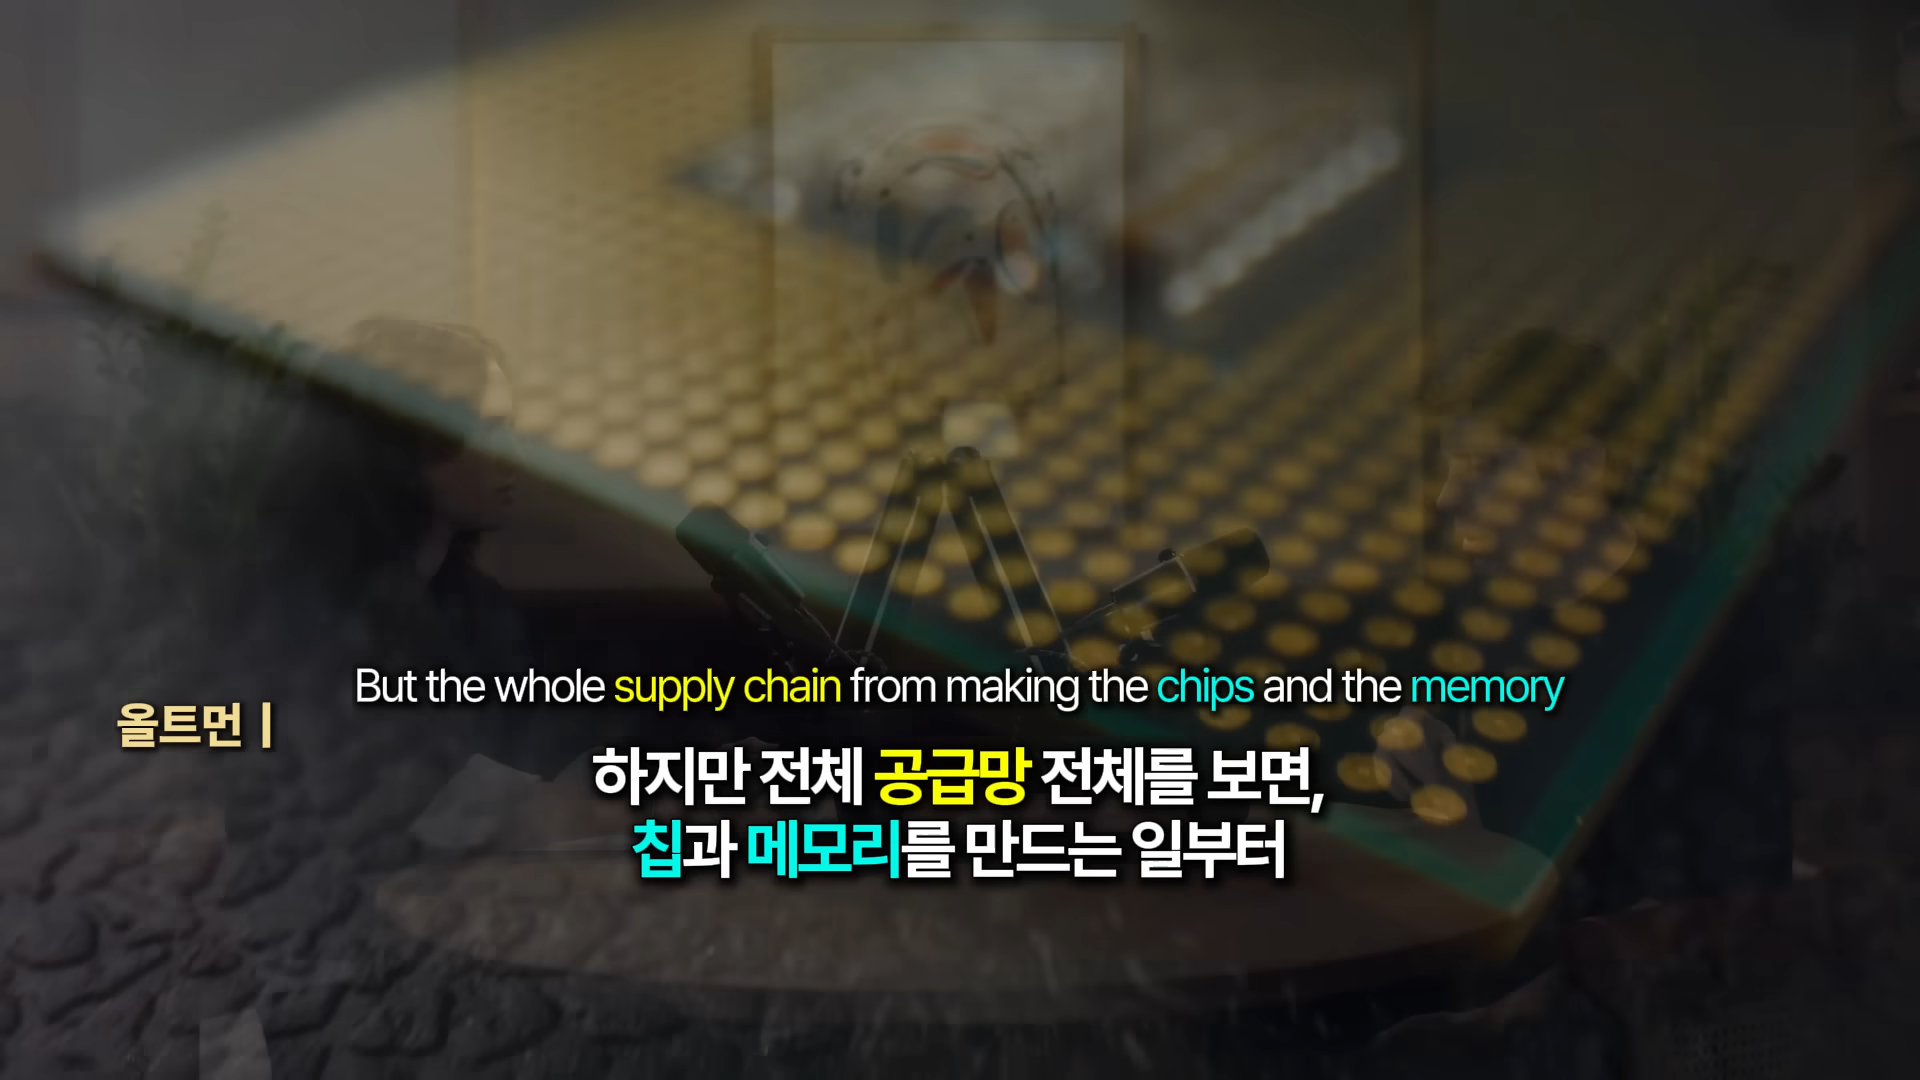 But the whole supply chain from making the chips and the memory
올트먼 |
하지만 전체 공급망 전체를 보면,
칩과 메모리를 만드는 일부터